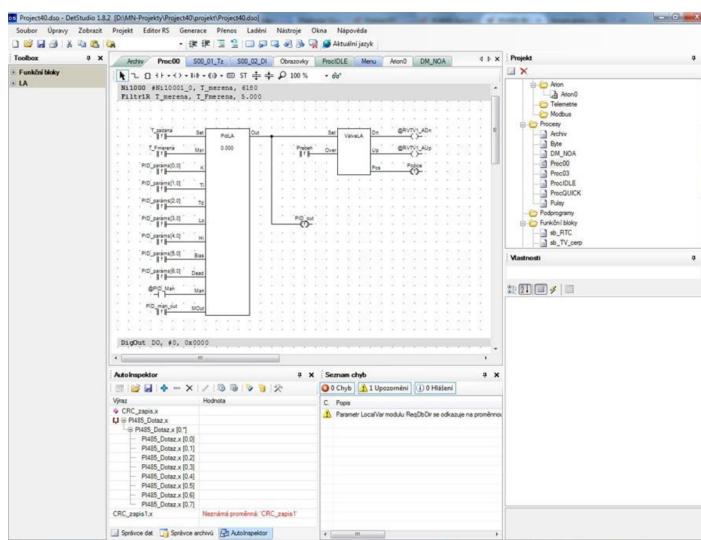 Project40.dso - DetStudio 1.8.2 [D:\MN-Projekty\Project40\projekt\Project40.dso]
Soubor Úpravy Zobrazit Projekt Editor RS Generace Přenos Ladění Nástroje Okna Nápověda
Aktuální jazyk
Toolbox
Funkční bloky
LA
Archiv Proc00 S00_01_Tz S00_02_DI Obrazovky ProcIDLE Menu Arion0 DM_NOA
ST 100 %
Ni1000 #Ni10001_0, T_merena, 6180
Filtr1R T_merena, T_Fmerena, 5.000
T_zadana Set PidLA Out Set ValveLA Dn @RVTV1_ADn
T_Fmerena Msr 0.000 Prebeh Over Up @RVTV1_AUp
PID_params[0,0] K Pos Pozice
PID_params[1,0] Ti
PID_params[2,0] Td
PID_params[3,0] Lo PID_out
PID_params[4,0] Hi
PID_params[5,0] Bias
PID_params[6,0] Dead
@PID_Man Man
PID_man_out MOut
DigOut DO, #0, 0x0000
Projekt
Arion
Arion0
Telemetrie
Modbus
Procesy
Archiv
Byte
DM_NOA
Proc00
Proc03
ProcIDLE
ProcQUICK
Pulsy
Podprogramy
Funkční bloky
sb_RTC
sb_TV_cerp
Vlastnosti
AutoInspektor
Výraz Hodnota
CRC_zapis.x
PI485_Dotaz.x
PI485_Dotaz.x [0,*]
PI485_Dotaz.x [0,0]
PI485_Dotaz.x [0,1]
PI485_Dotaz.x [0,2]
PI485_Dotaz.x [0,3]
PI485_Dotaz.x [0,4]
PI485_Dotaz.x [0,5]
PI485_Dotaz.x [0,6]
PI485_Dotaz.x [0,7]
CRC_zapis1.x Neznámá proměnná: 'CRC_zapis1'
Správce dat Správce archivů AutoInspektor
Seznam chyb
0 Chyb 1 Upozornění 0 Hlášení
C. Popis
Parametr LocalVar modulu ReqDbDir se odkazuje na proměnnou